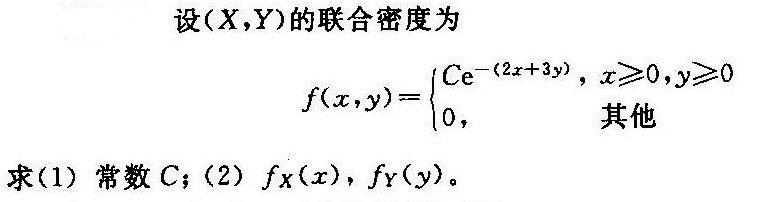 设(X,Y)的联合密度为
f(x,y)={Ce^{-(2x+3y)}, x≥0,y≥0
0, 其他
求(1) 常数 C; (2) f_X(x), f_Y(y)。